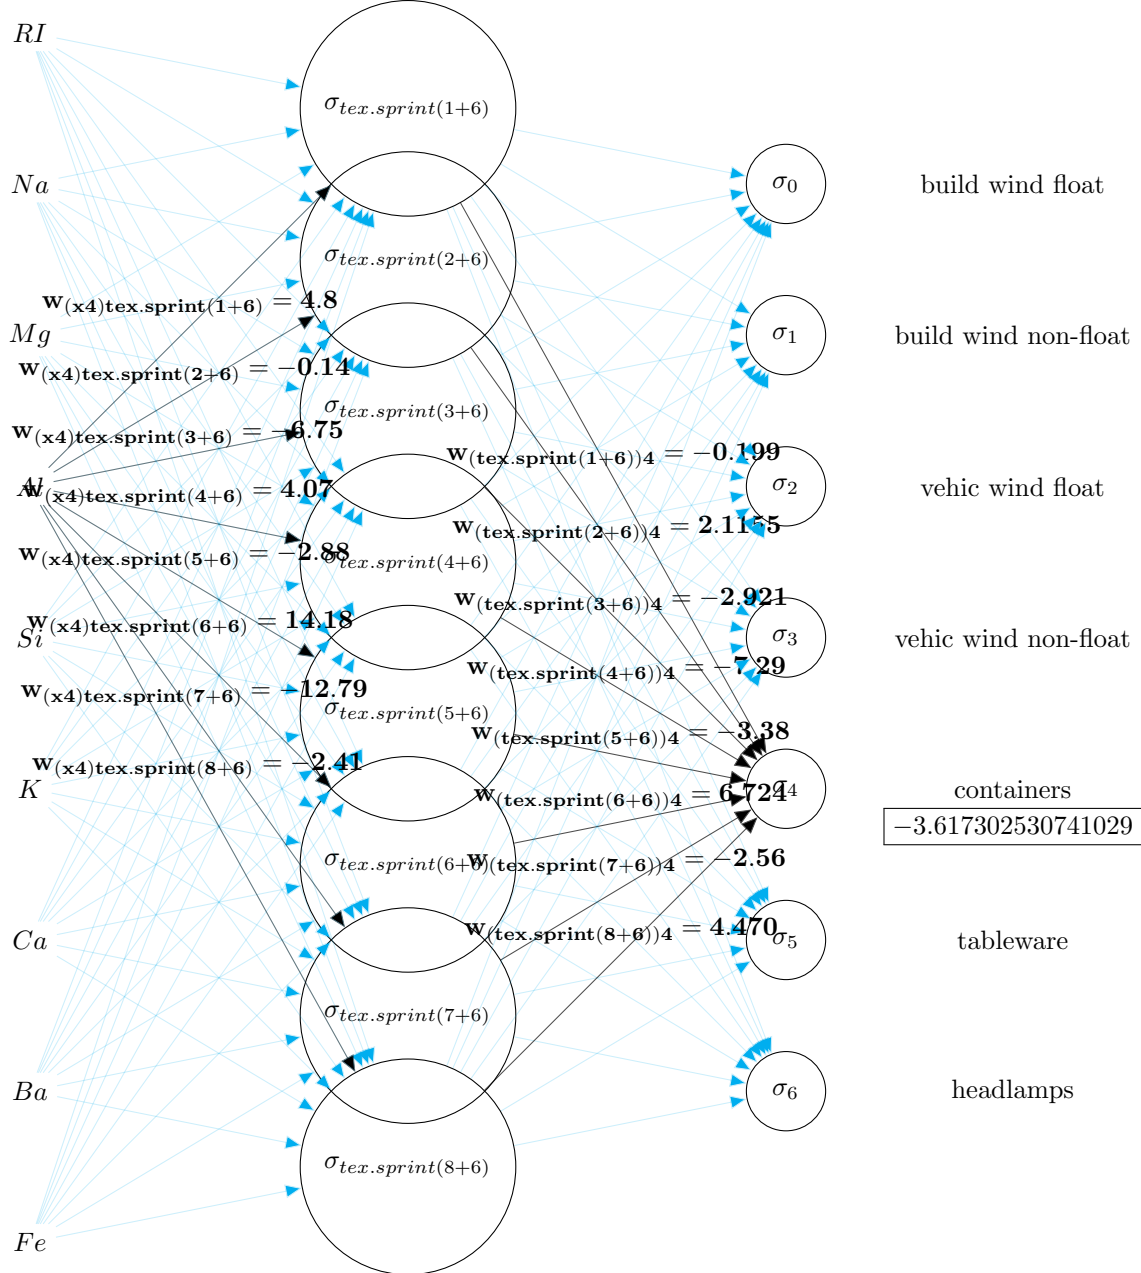 RI
σ_{tex.sprint(1+6)}
Na
σ_0
build wind float
σ_{tex.sprint(2+6)}
w_{(x4)tex.sprint(1+6)} = 4.8
Mg
σ_1
build wind non-float
w_{(x4)tex.sprint(2+6)} = −0.14
σ_{tex.sprint(3+6)}
w_{(x4)tex.sprint(3+6)} = −6.75
w_{(tex.sprint(1+6))4} = −0.199
Al
w_{(x4)tex.sprint(4+6)} = 4.07
σ_2
vehic wind float
w_{(tex.sprint(2+6))4} = 2.1155
w_{(x4)tex.sprint(5+6)} = −2.88
σ_{tex.sprint(4+6)}
w_{(tex.sprint(3+6))4} = −2.921
w_{(x4)tex.sprint(6+6)} = 14.18
Si
σ_3
vehic wind non-float
w_{(tex.sprint(4+6))4} = −7.29
w_{(x4)tex.sprint(7+6)} = −12.79
σ_{tex.sprint(5+6)}
w_{(tex.sprint(5+6))4} = −3.38
w_{(x4)tex.sprint(8+6)} = −2.41
K
w_{(tex.sprint(6+6))4} = 6.724
σ_4
containers
−3.617302530741029
σ_{tex.sprint(6+6)}
w_{(tex.sprint(7+6))4} = −2.56
w_{(tex.sprint(8+6))4} = 4.470
Ca
σ_5
tableware
σ_{tex.sprint(7+6)}
Ba
σ_6
headlamps
σ_{tex.sprint(8+6)}
Fe